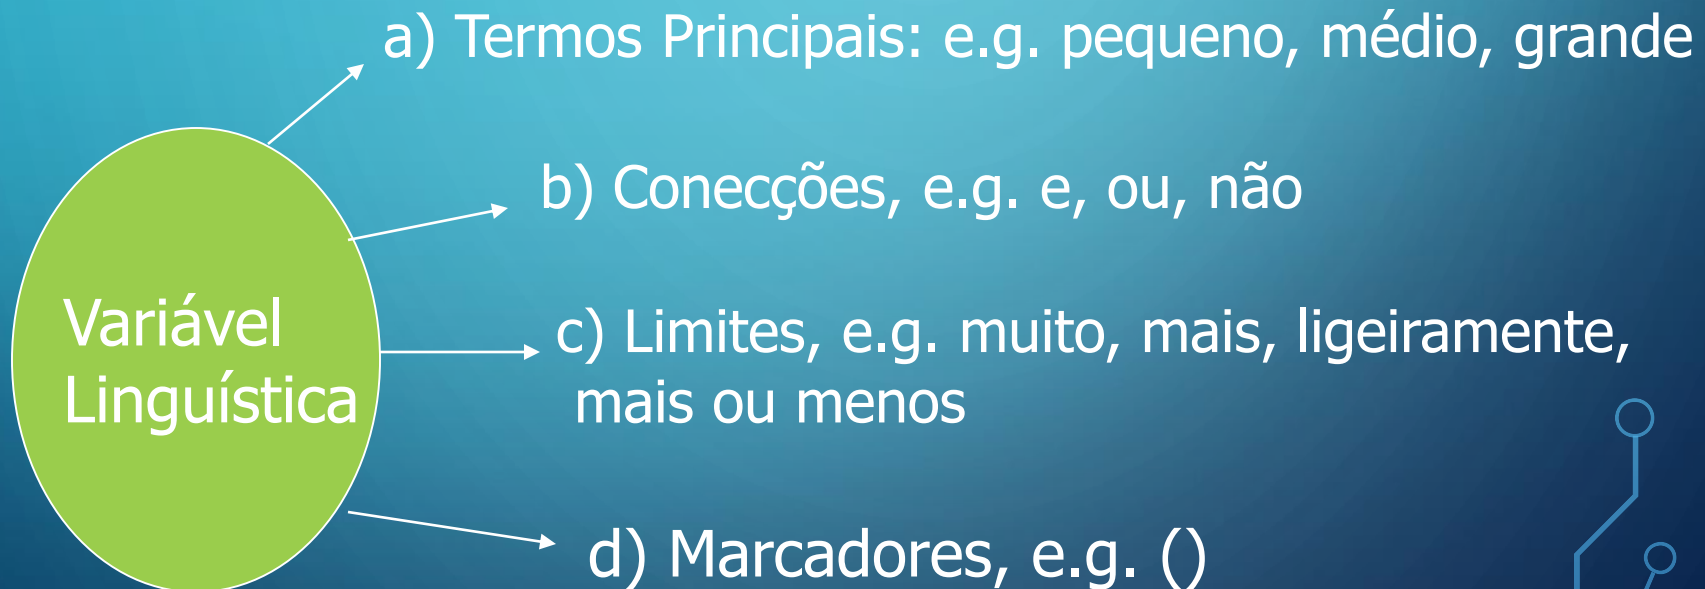 a) Termos Principais: e.g. pequeno, médio, grande
b) Conecções, e.g. e, ou, não
Variável
Linguística
c) Limites, e.g. muito, mais, ligeiramente,
mais ou menos
d) Marcadores, e.g. ()